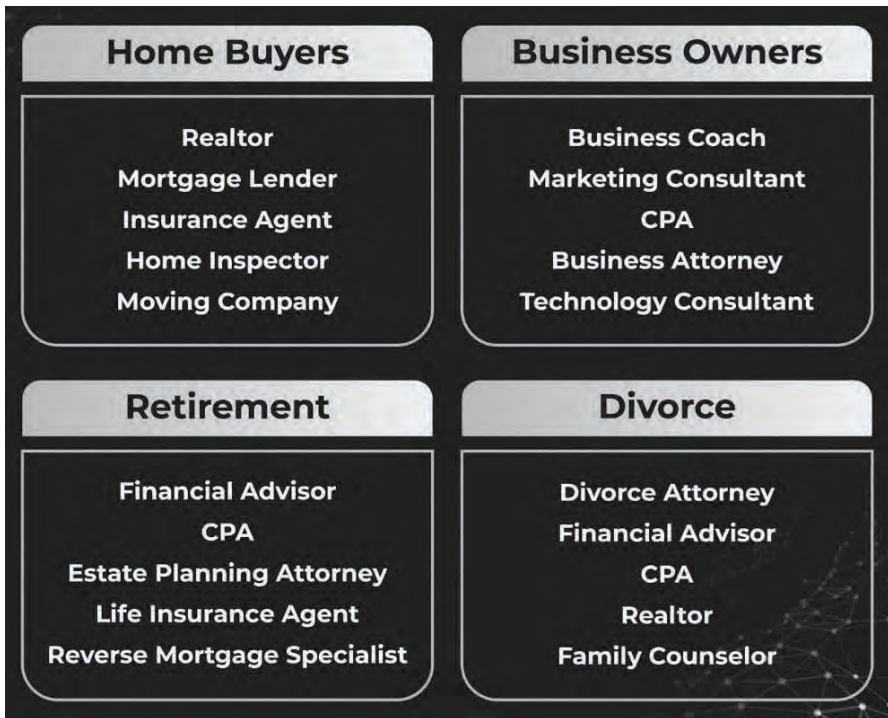 Home Buyers
Realtor
Mortgage Lender
Insurance Agent
Home Inspector
Moving Company
Business Owners
Business Coach
Marketing Consultant
CPA
Business Attorney
Technology Consultant
Retirement
Financial Advisor
CPA
Estate Planning Attorney
Life Insurance Agent
Reverse Mortgage Specialist
Divorce
Divorce Attorney
Financial Advisor
CPA
Realtor
Family Counselor